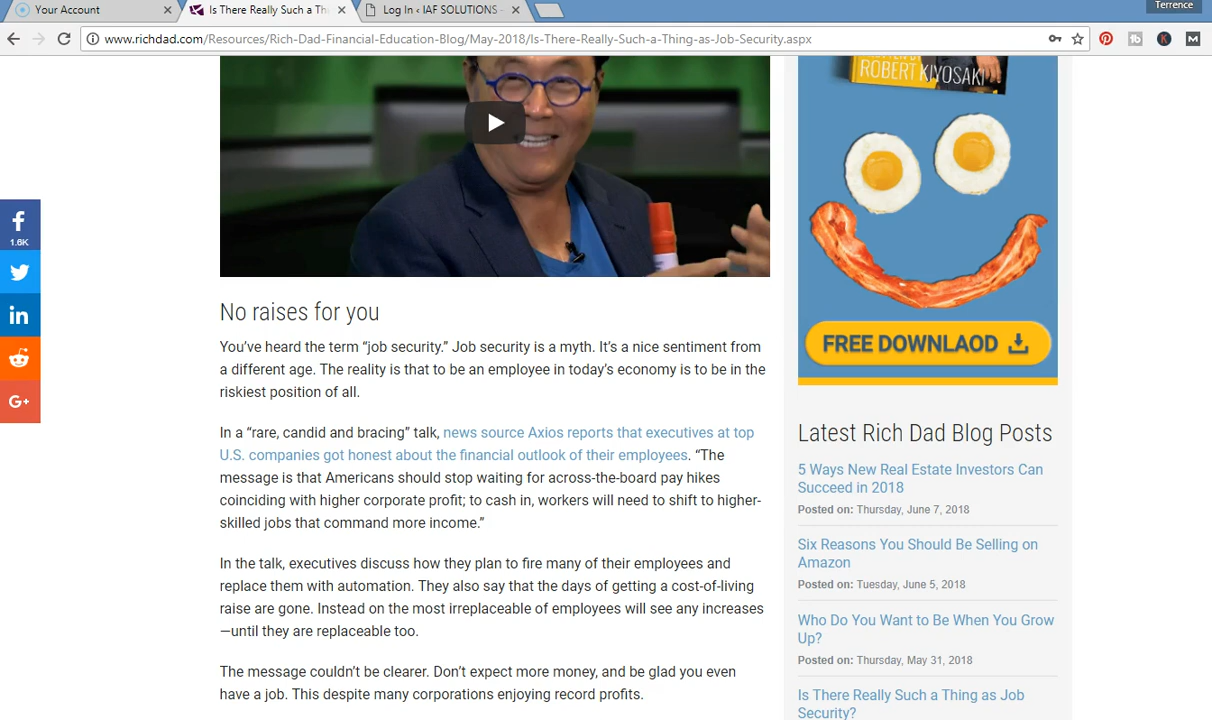 Your Account
Is There Really Such a Th
Log In ‹ IAF SOLUTIONS
Terrence
www.richdad.com/Resources/Rich-Dad-Financial-Education-Blog/May-2018/Is-There-Really-Such-a-Thing-as-Job-Security.aspx
ROBERT KIYOSAKI
1.6K
G+
FREE DOWNLAOD
No raises for you
You’ve heard the term “job security.” Job security is a myth. It’s a nice sentiment from
a different age. The reality is that to be an employee in today’s economy is to be in the
riskiest position of all.
In a “rare, candid and bracing” talk, news source Axios reports that executives at top
U.S. companies got honest about the financial outlook of their employees. “The
message is that Americans should stop waiting for across-the-board pay hikes
coinciding with higher corporate profit; to cash in, workers will need to shift to higher-
skilled jobs that command more income.”
In the talk, executives discuss how they plan to fire many of their employees and
replace them with automation. They also say that the days of getting a cost-of-living
raise are gone. Instead on the most irreplaceable of employees will see any increases
—until they are replaceable too.
The message couldn’t be clearer. Don’t expect more money, and be glad you even
have a job. This despite many corporations enjoying record profits.
Latest Rich Dad Blog Posts
5 Ways New Real Estate Investors Can
Succeed in 2018
Posted on: Thursday, June 7, 2018
Six Reasons You Should Be Selling on
Amazon
Posted on: Tuesday, June 5, 2018
Who Do You Want to Be When You Grow
Up?
Posted on: Thursday, May 31, 2018
Is There Really Such a Thing as Job
Security?